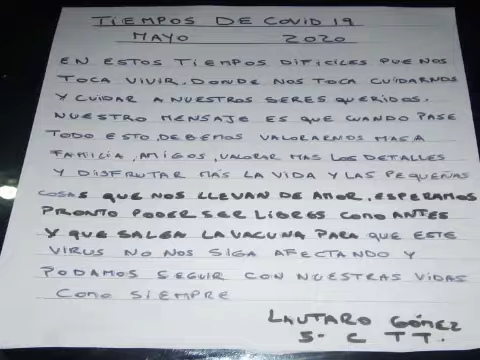 TIEMPOS DE COVID 19
MAYO 2020
EN ESTOS TIEMPOS DIFICILES QUE NOS
TOCA VIVIR, DONDE NOS TOCA CUIDARNOS
Y CUIDAR A NUESTROS SERES QUERIDOS.
NUESTRO MENSAJE ES QUE CUANDO PASE
TODO ESTO, DEBEMOS VALORARNOS MAS A
FAMILIA, AMIGOS, VALORAR MAS LOS DETALLES
Y DISFRUTAR MAS LA VIDA Y LAS PEQUEÑAS
COSAS QUE NOS LLEVAN DE AMOR, ESPERAMOS
PRONTO PODER SER LIBRES COMO ANTES
Y QUE SALGA LA VACUNA PARA QUE ESTE
VIRUS NO NOS SIGA AFECTANDO Y
PODAMOS SEGUIR CON NUESTRAS VIDAS
COMO SIEMPRE
LAUTARO GÓMEZ
5- C T T.